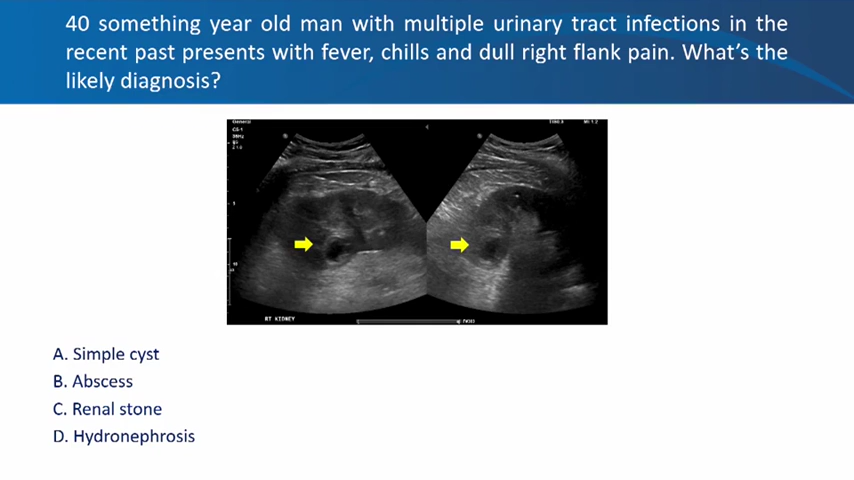 40 something year old man with multiple urinary tract infections in the
recent past presents with fever, chills and dull right flank pain. What’s the
likely diagnosis?
General
RT KIDNEY
A. Simple cyst
B. Abscess
C. Renal stone
D. Hydronephrosis